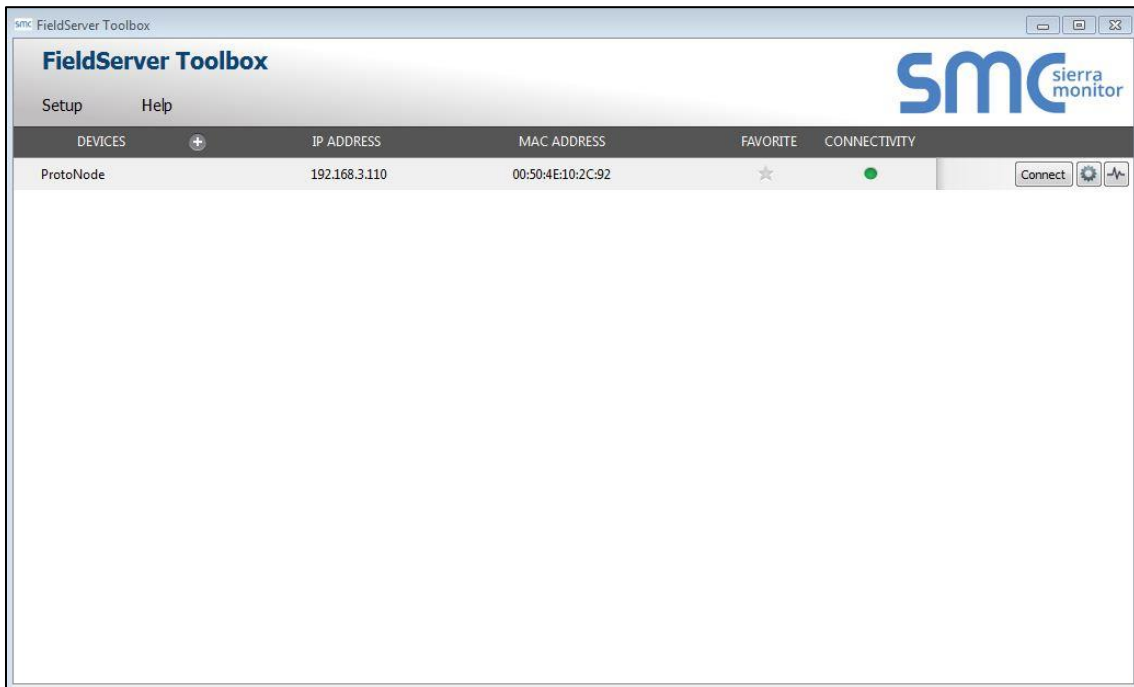 smc FieldServer Toolbox
FieldServer Toolbox
smc sierra monitor
Setup Help
DEVICES IP ADDRESS MAC ADDRESS FAVORITE CONNECTIVITY
ProtoNode 192.168.3.110 00:50:4E:10:2C:92 Connect